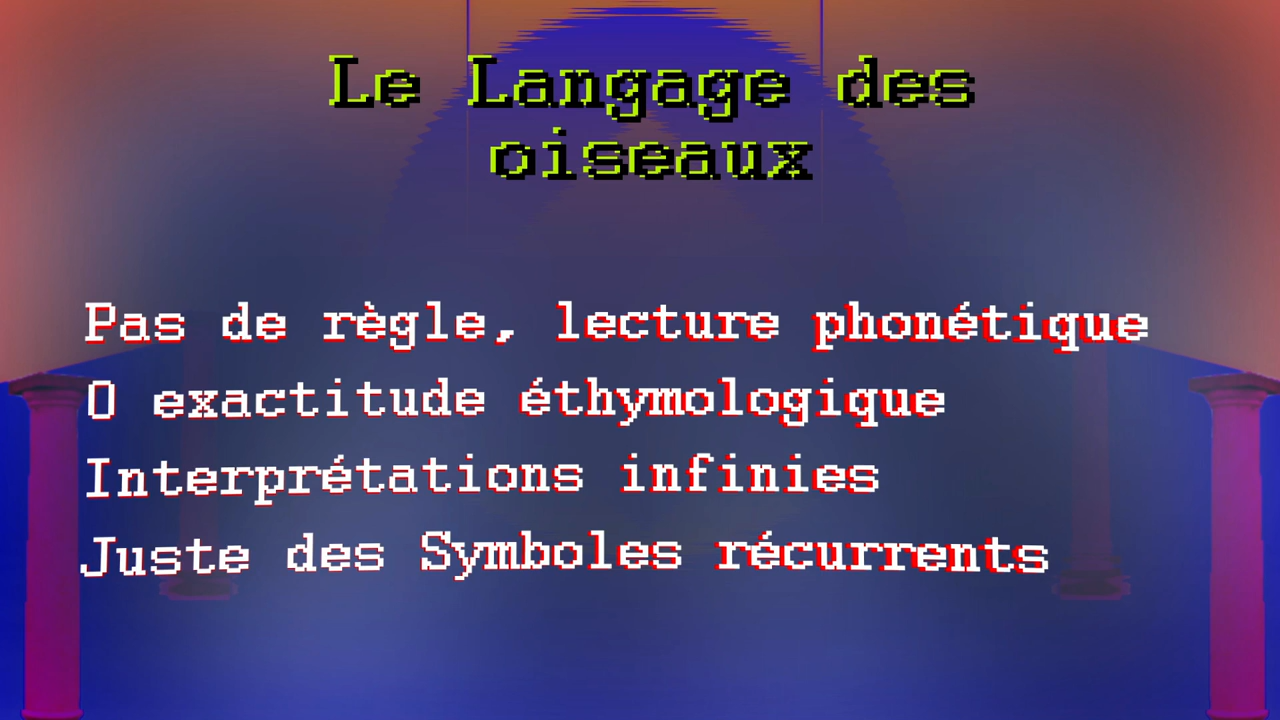 Le Langage des
oiseaux
Pas de règle, lecture phonétique
0 exactitude éthymologique
Interprétations infinies
Juste des Symboles récurrents